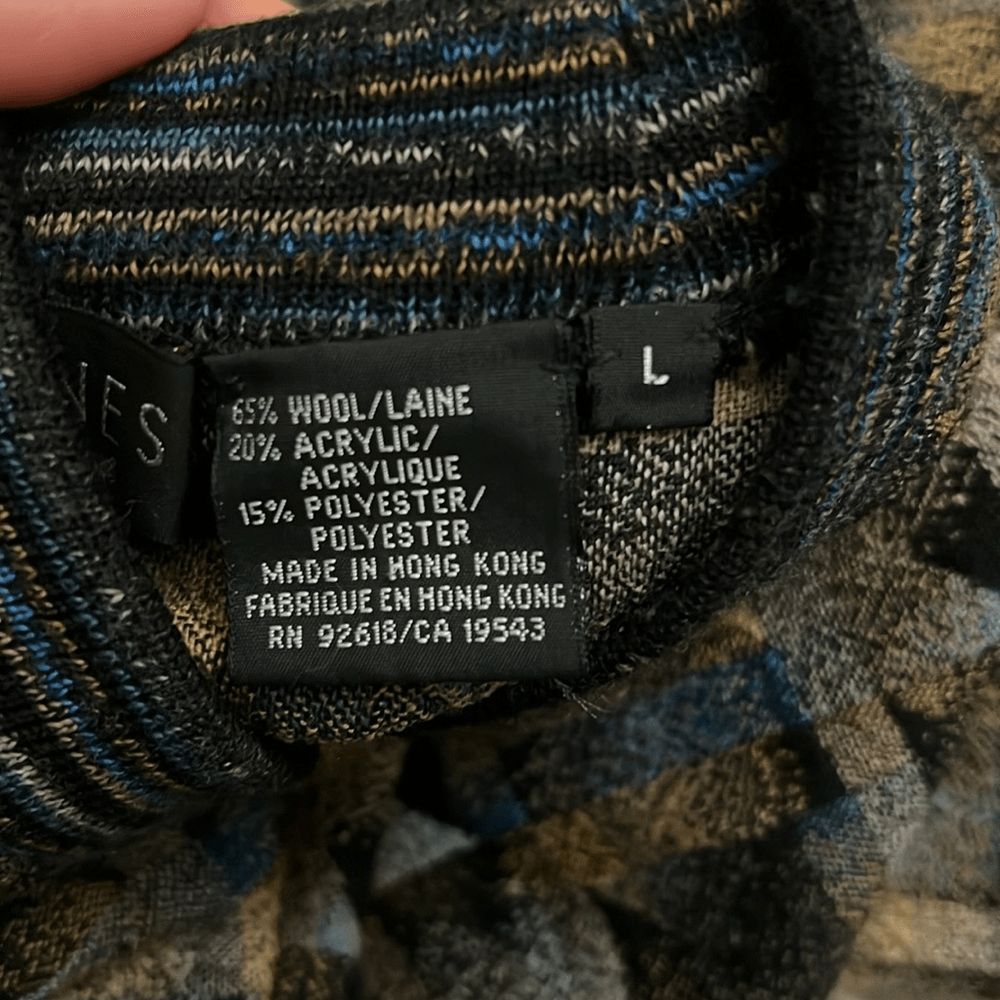 VES
65% WOOL/LAINE
20% ACRYLIC/
ACRYLIQUE
15% POLYESTER/
POLYESTER
MADE IN HONG KONG
FABRIQUE EN HONG KONG
RN 92618/CA 19543
L